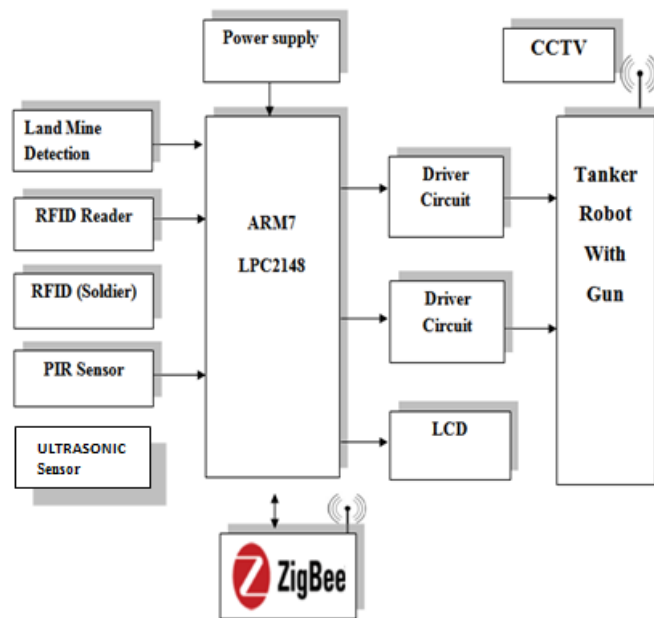 Power supply
CCTV
Land Mine
Detection
RFID Reader
RFID (Soldier)
PIR Sensor
ULTRASONIC
Sensor
ARM7
LPC2148
Driver
Circuit
Driver
Circuit
LCD
Tanker
Robot
With
Gun
Z ZigBee